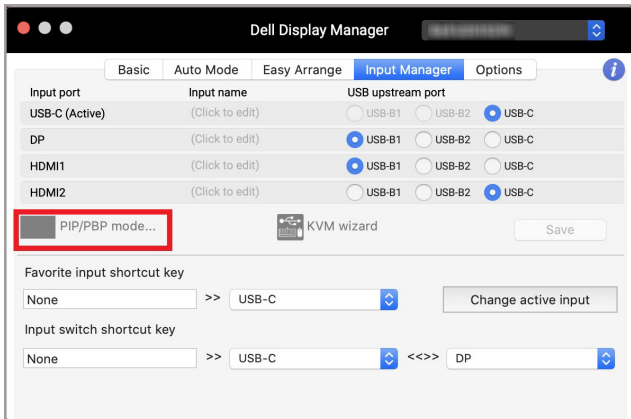 Dell Display Manager
Basic Auto Mode Easy Arrange Input Manager Options i
Input port Input name USB upstream port
USB-C (Active) (Click to edit) USB-B1 USB-B2 USB-C
DP (Click to edit) USB-B1 USB-B2 USB-C
HDMI1 (Click to edit) USB-B1 USB-B2 USB-C
HDMI2 (Click to edit) USB-B1 USB-B2 USB-C
PIP/PBP mode... KVM wizard Save
Favorite input shortcut key
None >> USB-C Change active input
Input switch shortcut key
None >> USB-C <<>> DP